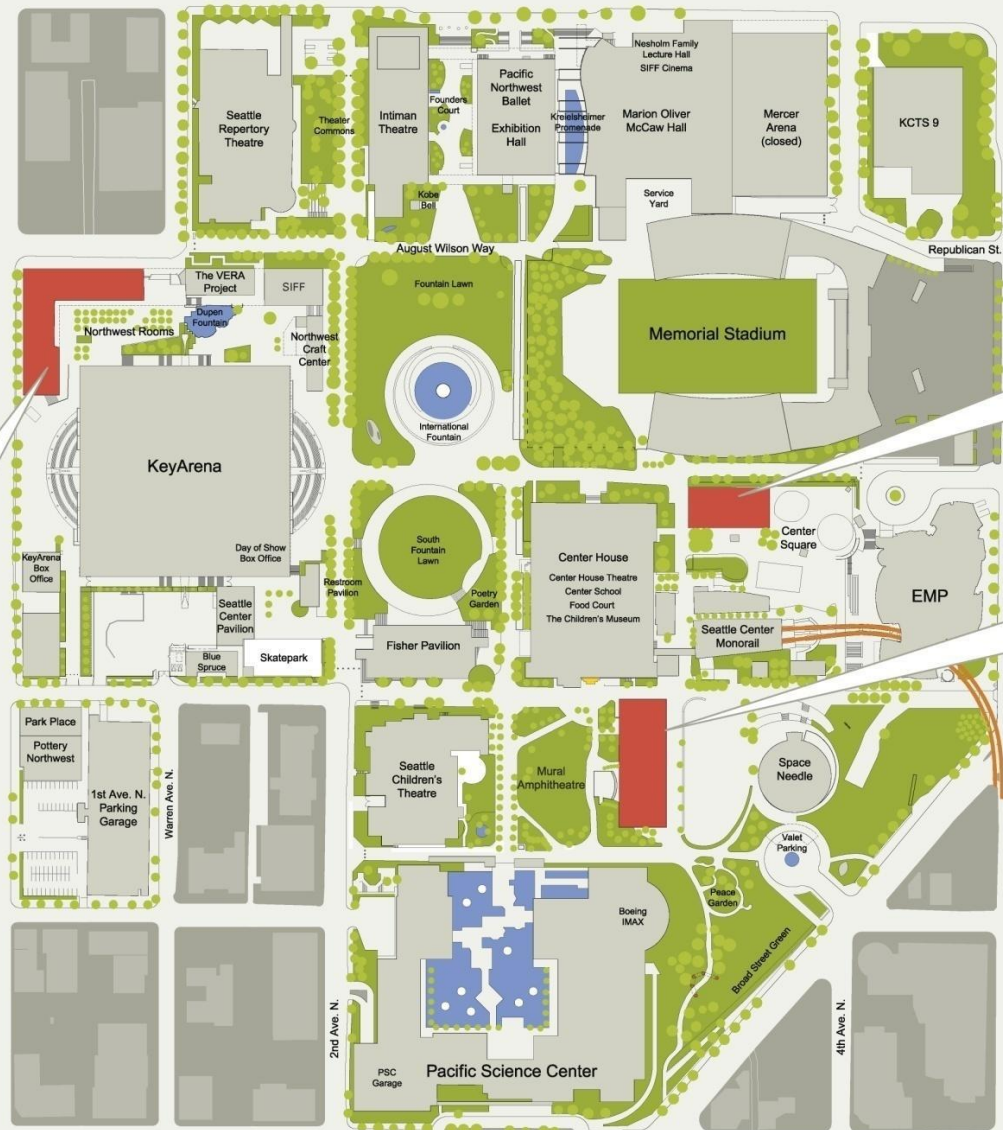 Seattle
Repertory
Theatre
Theater
Commons
Intiman
Theatre
Founders
Court
Pacific
Northwest
Ballet
Exhibition
Hall
Kreielsheimer
Promenade
Nesholm Family
Lecture Hall
SIFF Cinema
Marion Oliver
McCaw Hall
Mercer
Arena
(closed)
KCTS 9
Kobe
Bell
Service
Yard
August Wilson Way
Republican St.
The VERA
Project
SIFF
Dupen
Fountain
Northwest Rooms
Northwest
Craft
Center
Fountain Lawn
International
Fountain
Memorial Stadium
KeyArena
Day of Show
Box Office
KeyArena
Box
Office
Restroom
Pavilion
Seattle
Center
Pavilion
Blue
Spruce
Skatepark
South
Fountain
Lawn
Poetry
Garden
Fisher Pavilion
Center House
Center House Theatre
Center School
Food Court
The Children's Museum
Center
Square
Seattle Center
Monorail
EMP
Park Place
Pottery
Northwest
1st Ave. N.
Parking
Garage
Warren Ave. N.
Seattle
Children's
Theatre
Mural
Amphitheatre
Space
Needle
Valet
Parking
Peace
Garden
Broad Street Green
Boeing
IMAX
2nd Ave. N.
PSC
Garage
Pacific Science Center
4th Ave. N.